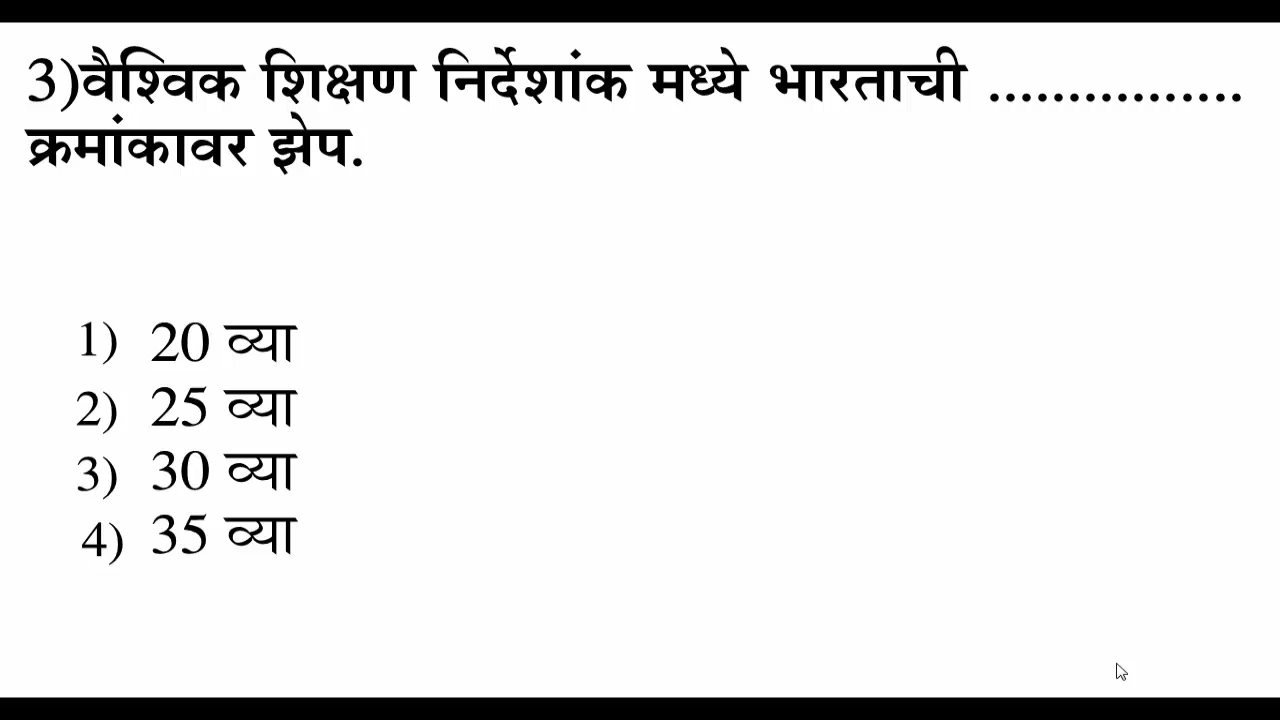 3)वैश्विक शिक्षण निर्देशांक मध्ये भारताची ................
क्रमांकावर झेप.
1) 20 व्या
2) 25 व्या
3) 30 व्या
4) 35 व्या